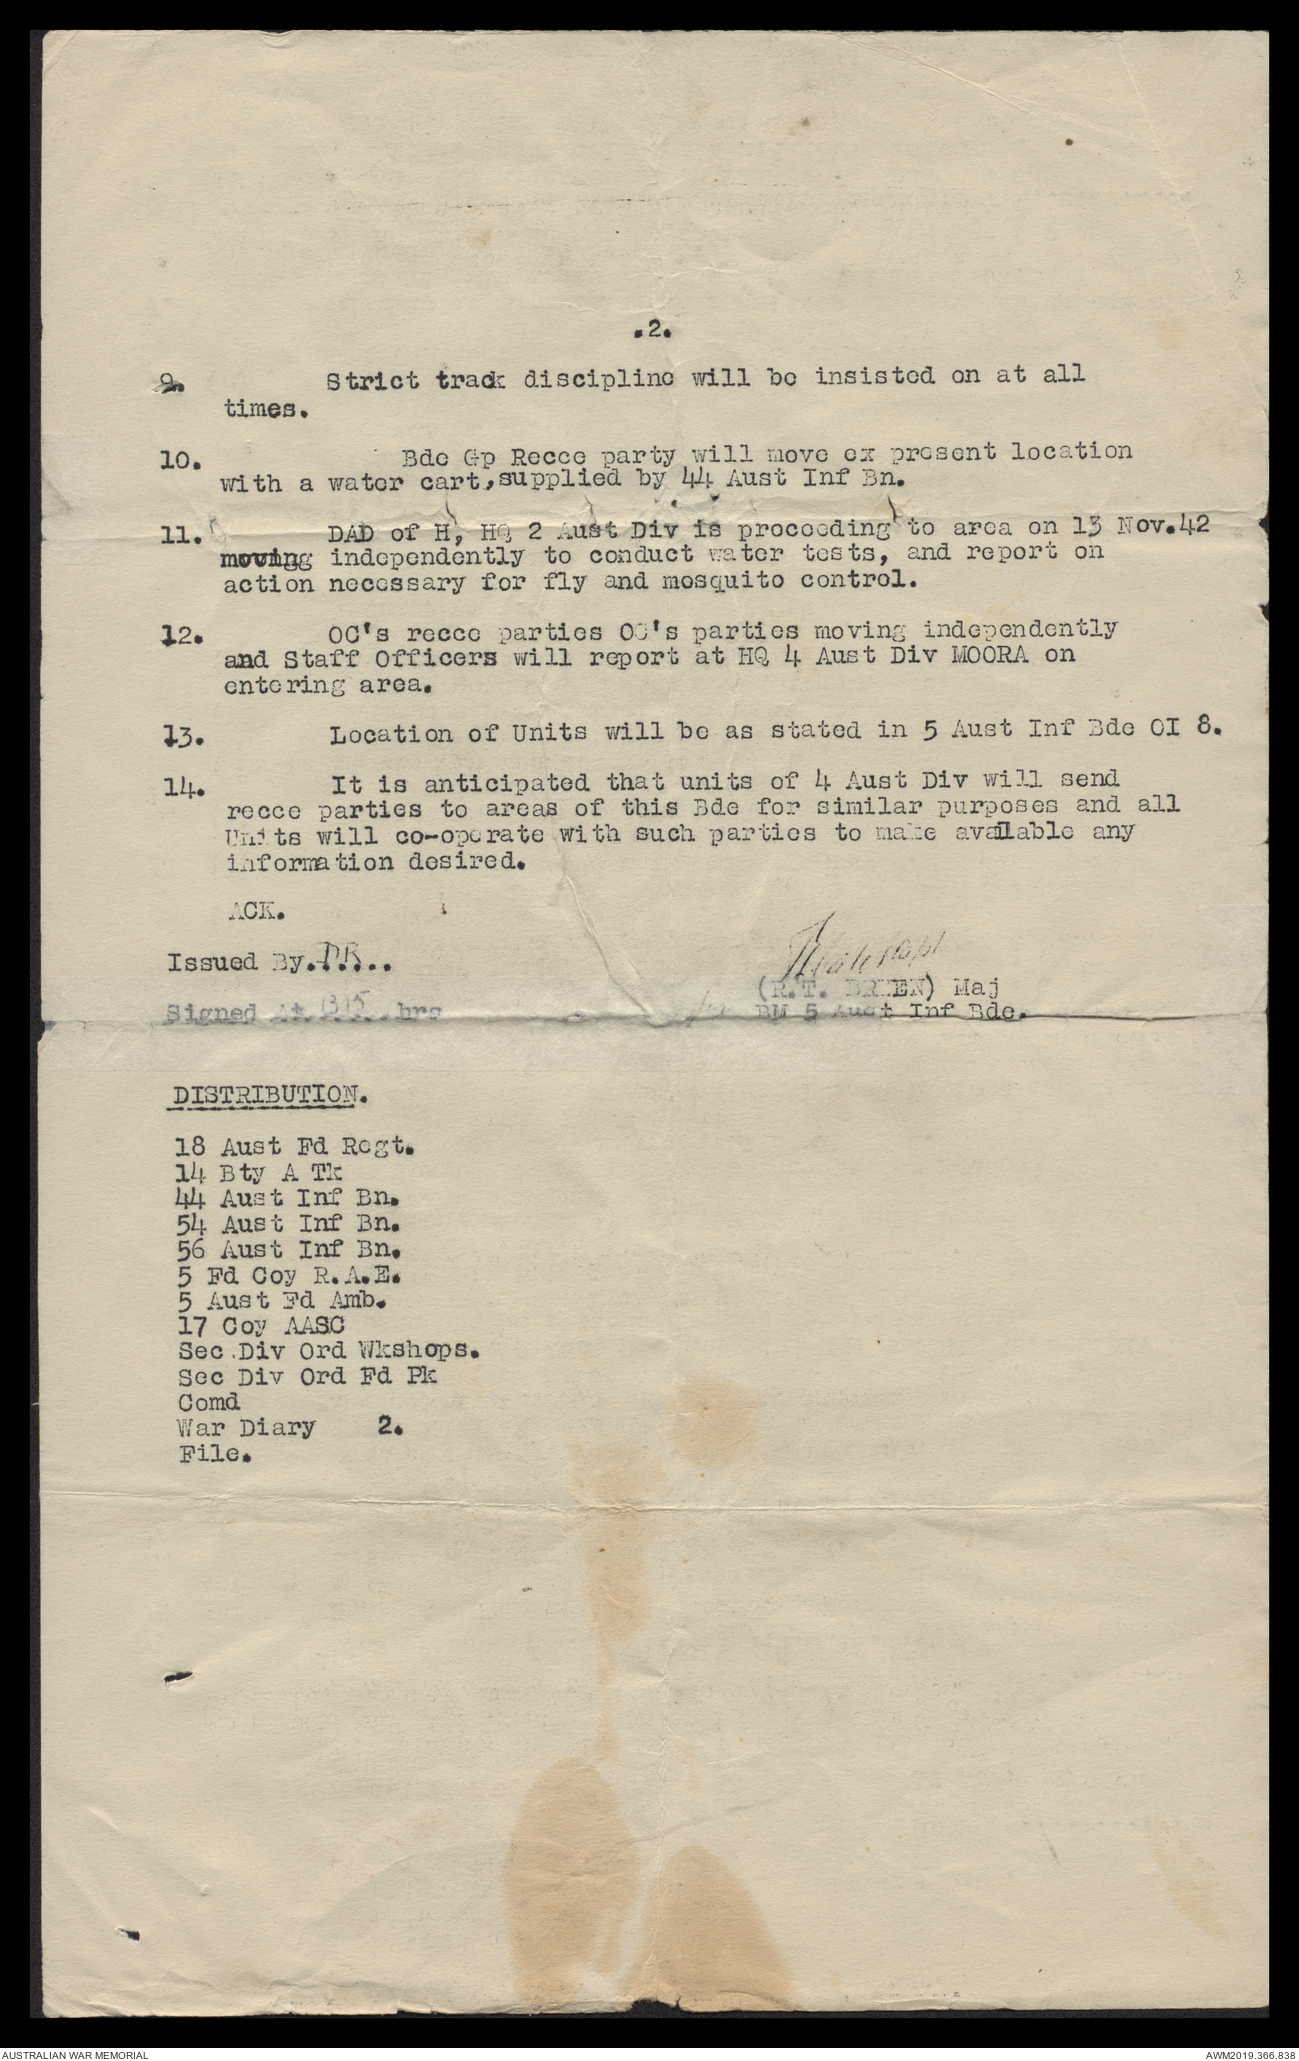 .2.
9. Strict track discipline will be insisted on at all
times.
10. Bde Gp Recce party will move ex present location
with a water cart, supplied by 44 Aust Inf Bn.
11. DAD of H, HQ 2 Aust Div is proceeding to area on 13 Nov.42
moving independently to conduct water tests, and report on
action necessary for fly and mosquito control.
12. OC's recce parties OC's parties moving independently
and Staff Officers will report at HQ 4 Aust Div MOORA on
entering area.
13. Location of Units will be as stated in 5 Aust Inf Bde OI 8.
14. It is anticipated that units of 4 Aust Div will send
recce parties to areas of this Bde for similar purposes and all
Units will co-operate with such parties to make available any
information desired.
ACK.
Issued By. DR...
(R.T. BRUEN) Maj
Signed At 1315 hrs
for BM 5 Aust Inf Bde.
DISTRIBUTION.
18 Aust Fd Regt.
14 Bty A Tk
44 Aust Inf Bn.
54 Aust Inf Bn.
56 Aust Inf Bn.
5 Fd Coy R.A.E.
5 Aust Fd Amb.
17 Coy AASC
Sec Div Ord Wkshops.
Sec Div Ord Fd Pk
Comd
War Diary 2.
File.
AUSTRALIAN WAR MEMORIAL
AWM2019.366.838